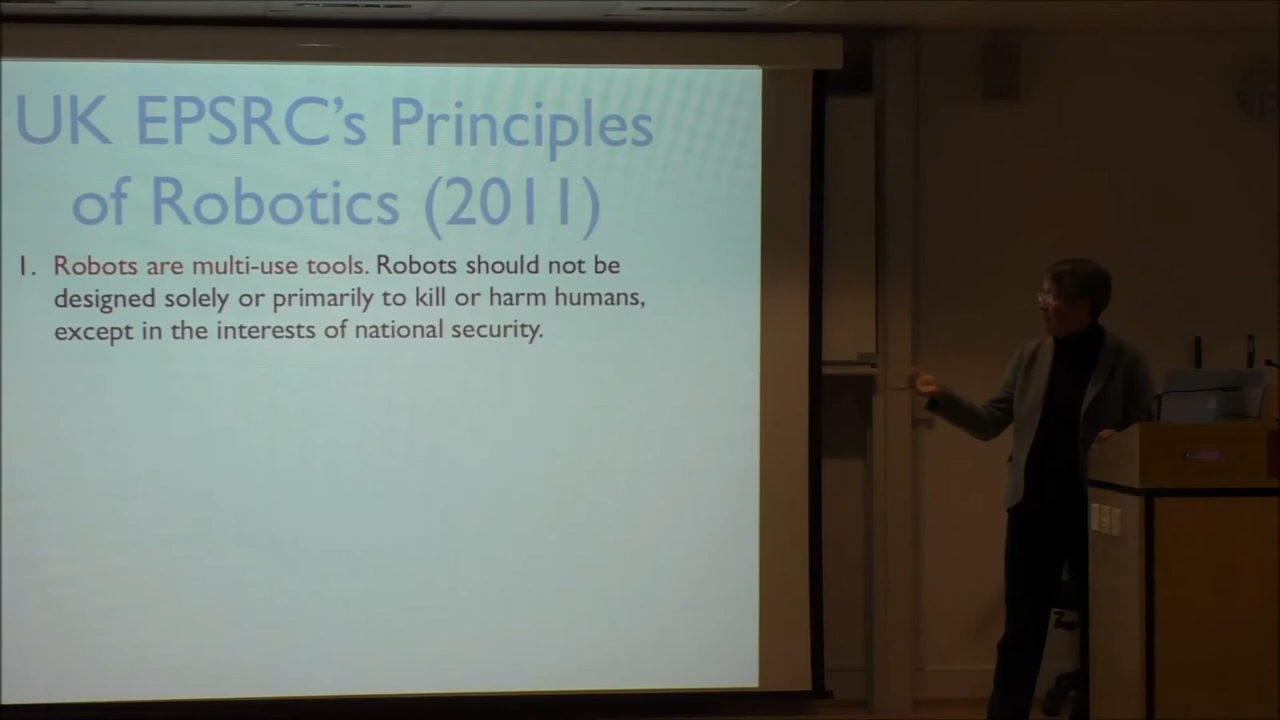 UK EPSRC's Principles
of Robotics (2011)
1. Robots are multi-use tools. Robots should not be
designed solely or primarily to kill or harm humans,
except in the interests of national security.